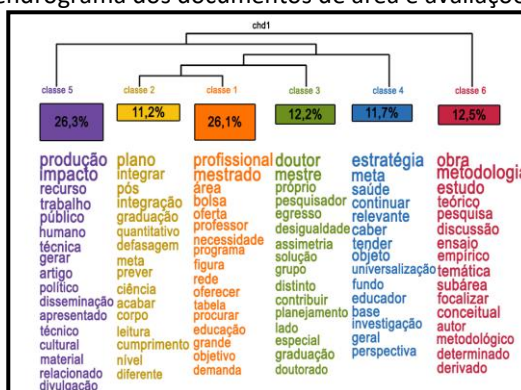 endrograma dos documentos de área e avaliaçõe
chd1
classe 5
26,3%
produção
impacto
recurso
trabalho
público
humano
técnica
gerar
artigo
político
disseminação
apresentado
técnico
cultural
material
relacionado
divulgação
classe 2
11,2%
plano
integrar
pós
integração
graduação
quantitativo
defasagem
meta
prever
ciência
acabar
corpo
leitura
cumprimento
nível
diferente
classe 1
26,1%
profissional
mestrado
área
bolsa
oferta
professor
necessidade
programa
figura
rede
oferecer
tabela
procurar
educação
grande
objetivo
demanda
classe 3
12,2%
doutor
mestre
próprio
pesquisador
egresso
desigualdade
assimetria
solução
grupo
distinto
contribuir
planejamento
lado
especial
graduação
doutorado
classe 4
11,7%
estratégia
meta
saúde
continuar
relevante
caber
tender
objeto
universalização
fundo
educador
base
investigação
geral
perspectiva
classe 6
12,5%
obra
metodologia
estudo
teórico
pesquisa
discussão
ensaio
empírico
temática
subárea
focalizar
conceitual
autor
metodológico
determinado
derivado